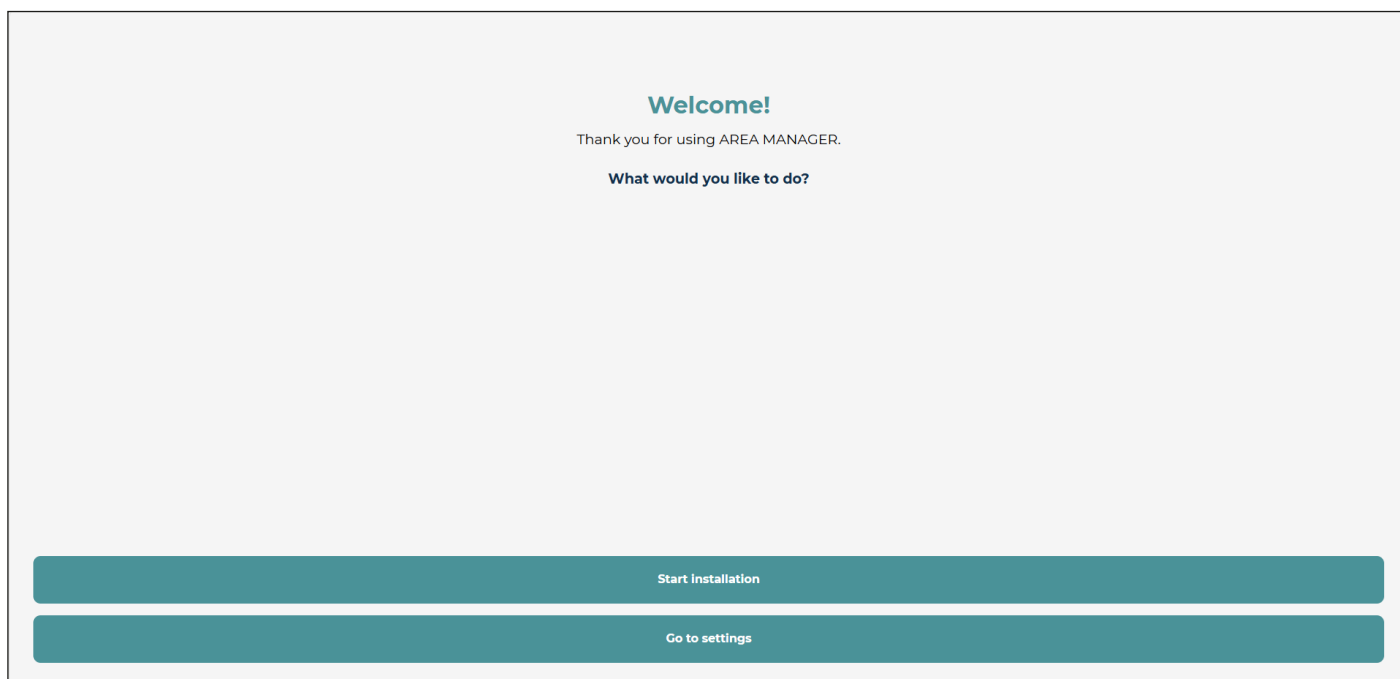 Welcome!
Thank you for using AREA MANAGER.
What would you like to do?
Start installation
Go to settings